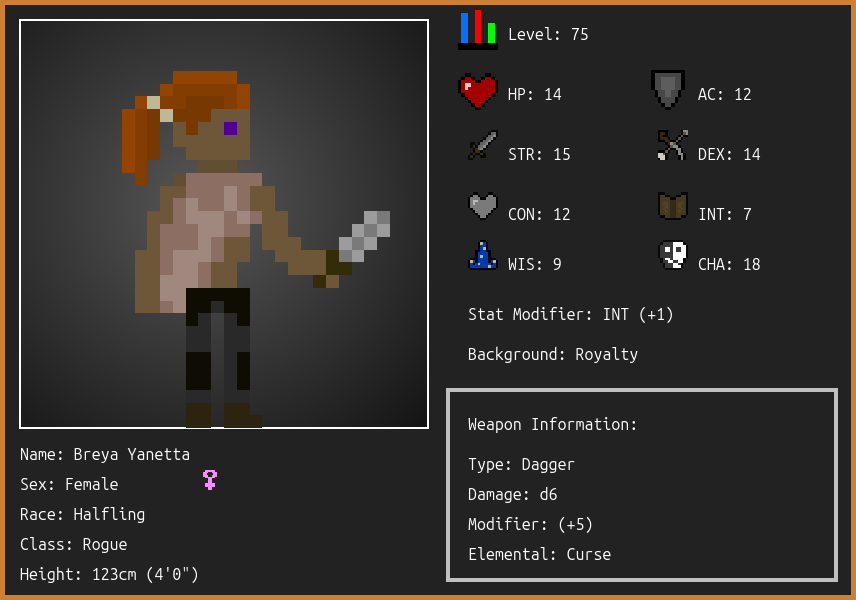 Level: 75
HP: 14
AC: 12
STR: 15
DEX: 14
CON: 12
INT: 7
WIS: 9
CHA: 18
Stat Modifier: INT (+1)
Background: Royalty
Weapon Information:
Type: Dagger
Damage: d6
Modifier: (+5)
Elemental: Curse
Name: Breya Yanetta
Sex: Female
Race: Halfling
Class: Rogue
Height: 123cm (4'0")